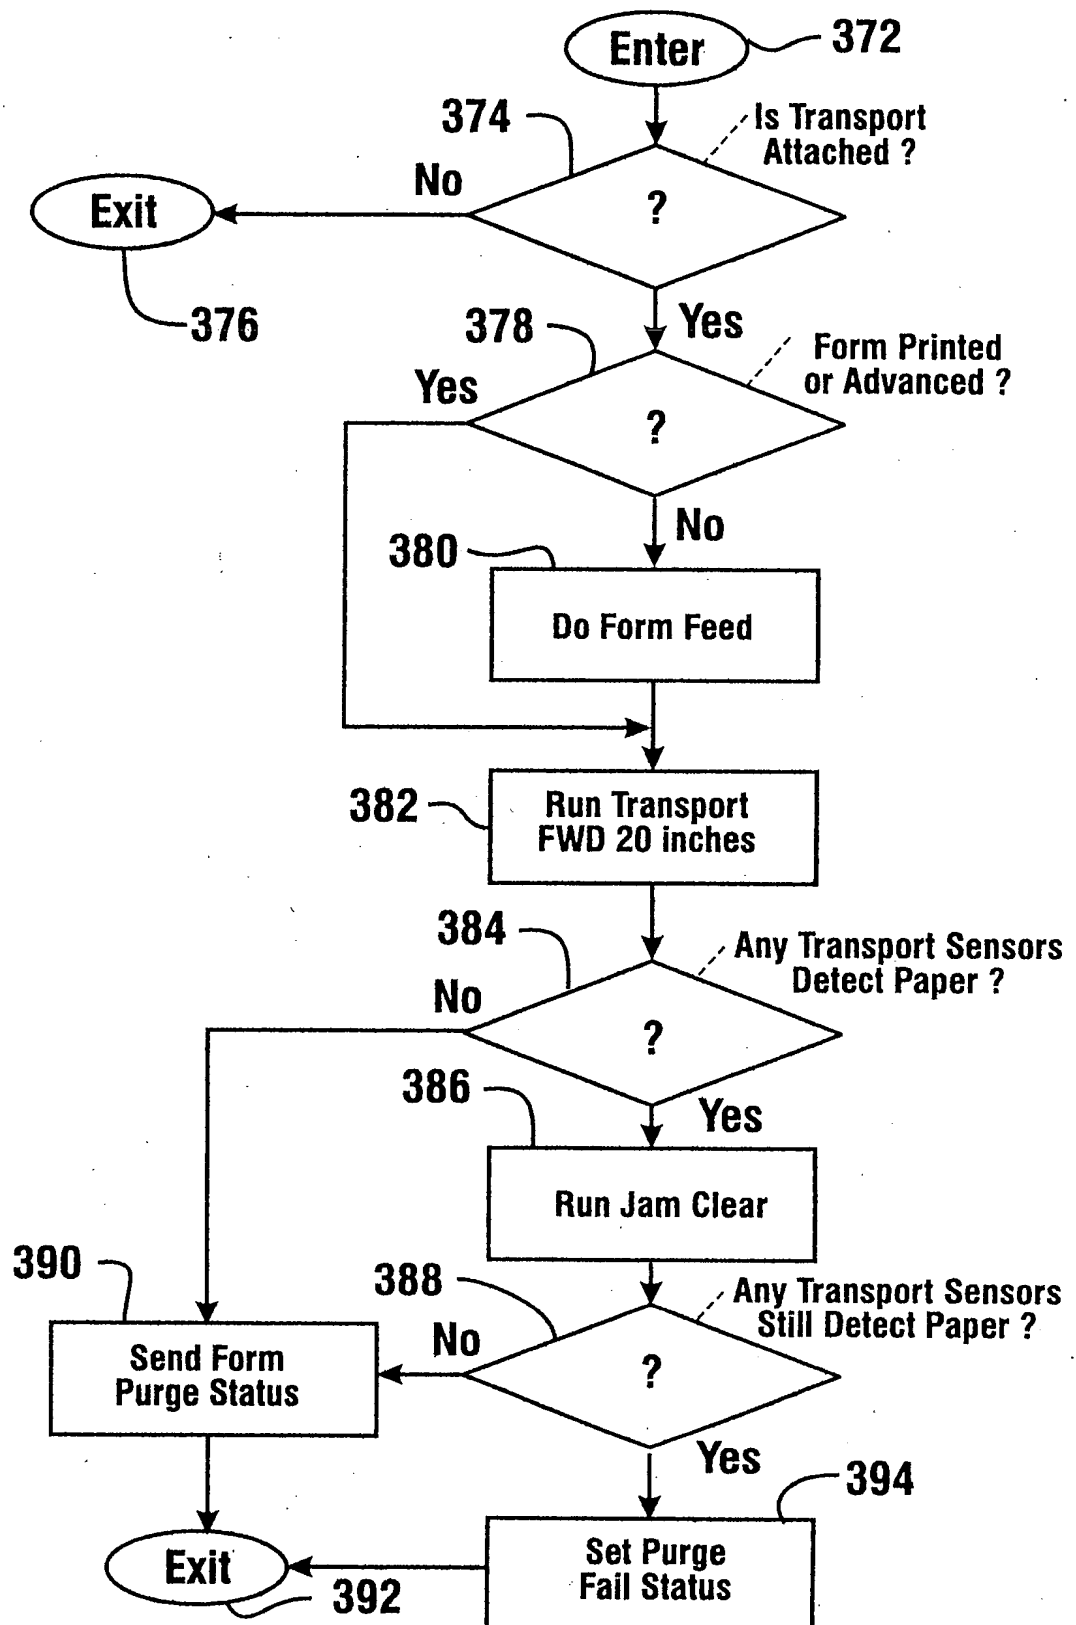 Enter
372
374
Is Transport
Attached ?
No
?
Exit
376
Yes
378
Form Printed
or Advanced ?
Yes
?
No
380
Do Form Feed
382
Run Transport
FWD 20 inches
384
Any Transport Sensors
Detect Paper ?
No
?
386
Yes
Run Jam Clear
390
388
Any Transport Sensors
Still Detect Paper ?
No
?
Send Form
Purge Status
Yes
394
Set Purge
Fail Status
Exit
392